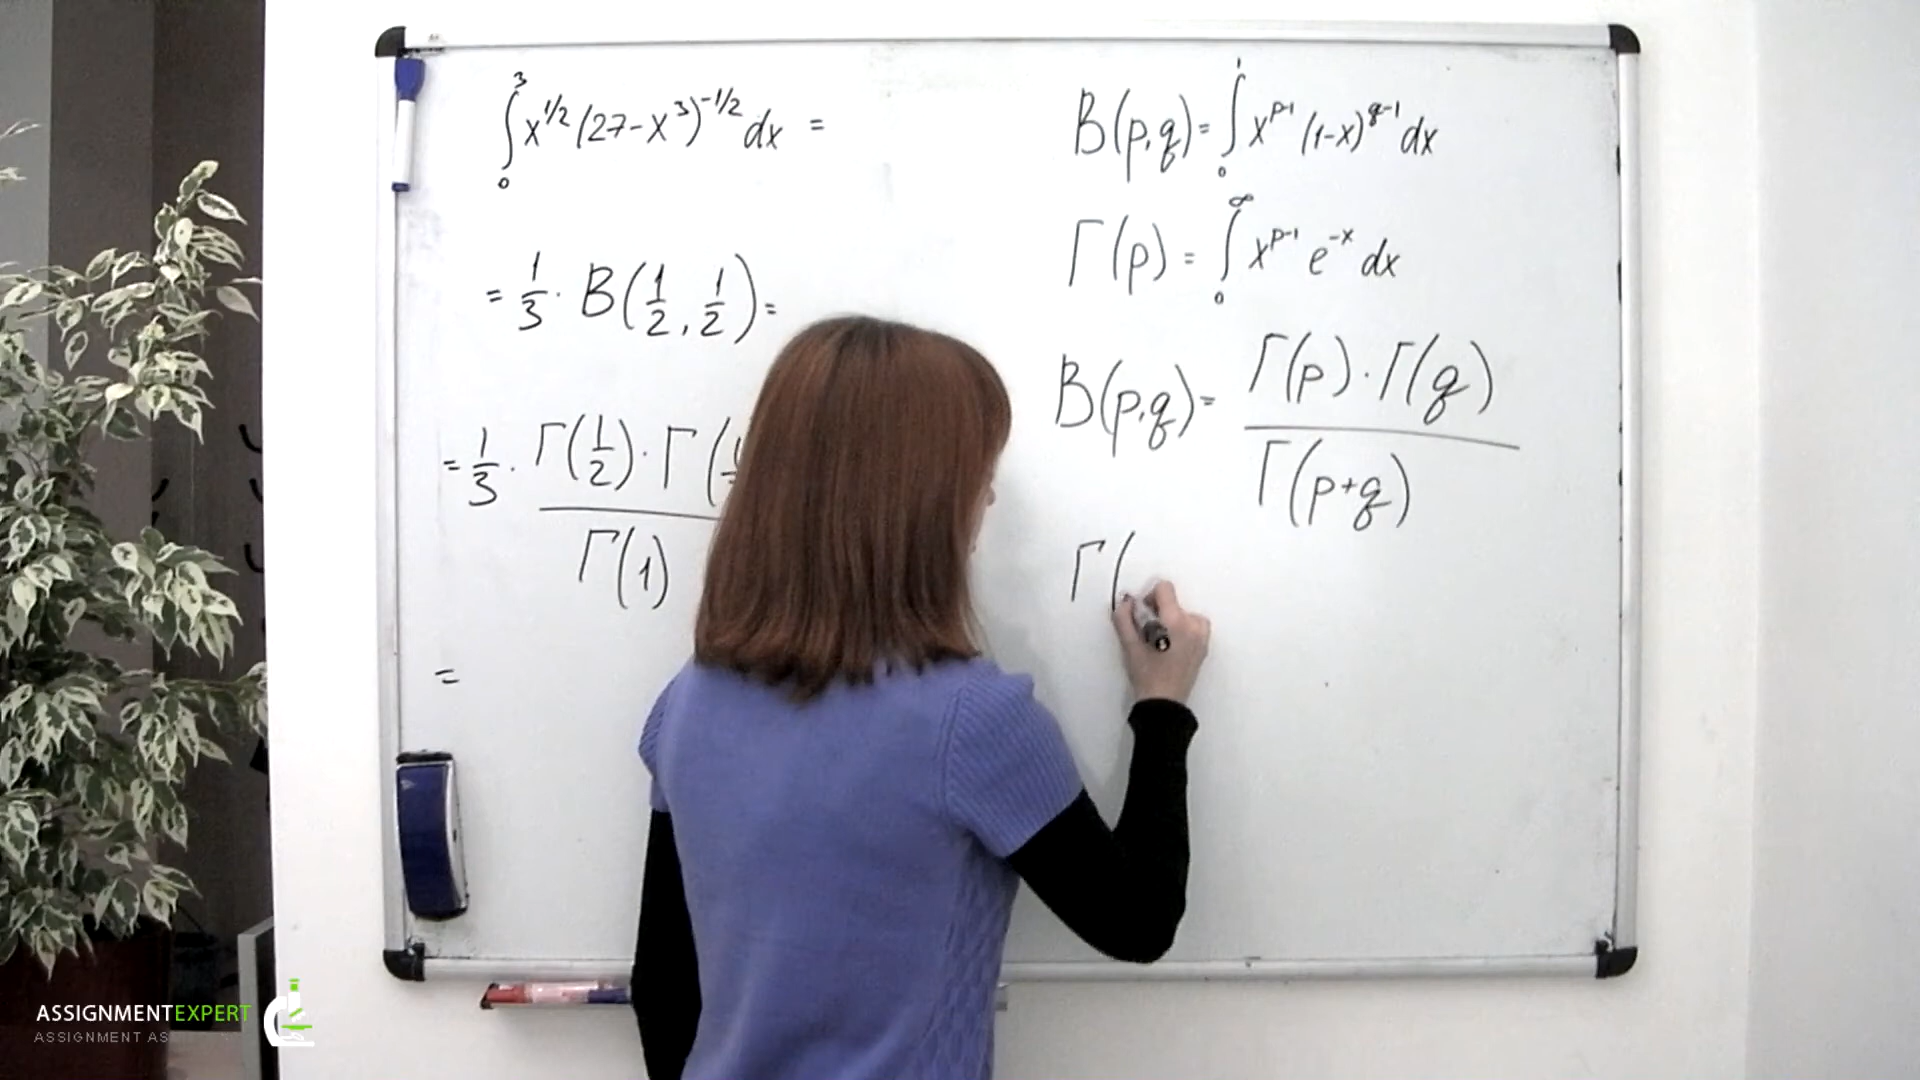 ∫₀³ x^{1/2} (27-x³)^{-1/2} dx =
= 1/3 · B(1/2, 1/2) =
= 1/3 · Γ(1/2) · Γ(
Γ(1)
=
B(p,q) = ∫₀¹ x^{p-1} (1-x)^{q-1} dx
Γ(p) = ∫₀^∞ x^{p-1} e^{-x} dx
B(p,q) = Γ(p) · Γ(q)
Γ(p+q)
Γ(
ASSIGNMENTEXPERT
ASSIGNMENT AS